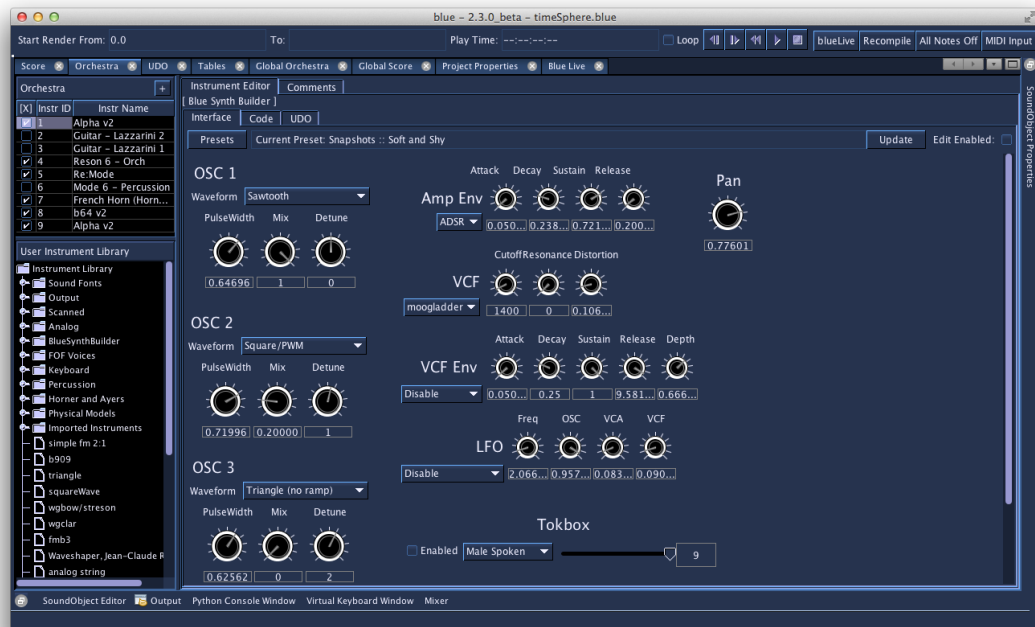 blue - 2.3.0_beta - timeSphere.blue
Start Render From: 0.0 To: Play Time: --:--:--:-- Loop blueLive Recompile All Notes Off MIDI Input
Score Orchestra UDO Tables Global Orchestra Global Score Project Properties Blue Live
SoundObject Properties
Orchestra +
[X] Instr ID Instr Name
1 Alpha v2
2 Guitar - Lazzarini 2
3 Guitar - Lazzarini 1
4 Reson 6 - Orch
5 Re:Mode
6 Mode 6 - Percussion
7 French Horn (Horn...
8 b64 v2
9 Alpha v2
User Instrument Library
Instrument Library
Sound Fonts
Output
Scanned
Analog
BlueSynthBuilder
FOF Voices
Keyboard
Percussion
Horner and Ayers
Physical Models
Imported Instruments
simple fm 2:1
b909
triangle
squareWave
wgbow/streson
wgclar
fmb3
Waveshaper, Jean-Claude R
analog string
Instrument Editor Comments
[ Blue Synth Builder ]
Interface Code UDO
Presets Current Preset: Snapshots :: Soft and Shy Update Edit Enabled:
OSC 1
Waveform Sawtooth
PulseWidth Mix Detune
0.64696 1 0
OSC 2
Waveform Square/PWM
PulseWidth Mix Detune
0.71996 0.20000 1
OSC 3
Waveform Triangle (no ramp)
PulseWidth Mix Detune
0.62562 0 2
Attack Decay Sustain Release
Amp Env
ADSR 0.050... 0.238... 0.721... 0.200...
Pan
0.77601
Cutoff Resonance Distortion
VCF
moogladder 1400 0 0.106...
Attack Decay Sustain Release Depth
VCF Env
Disable 0.050... 0.25 1 9.581... 0.666...
Freq OSC VCA VCF
LFO
Disable 2.066... 0.957... 0.083... 0.090...
Tokbox
Enabled Male Spoken 9
SoundObject Editor Output Python Console Window Virtual Keyboard Window Mixer